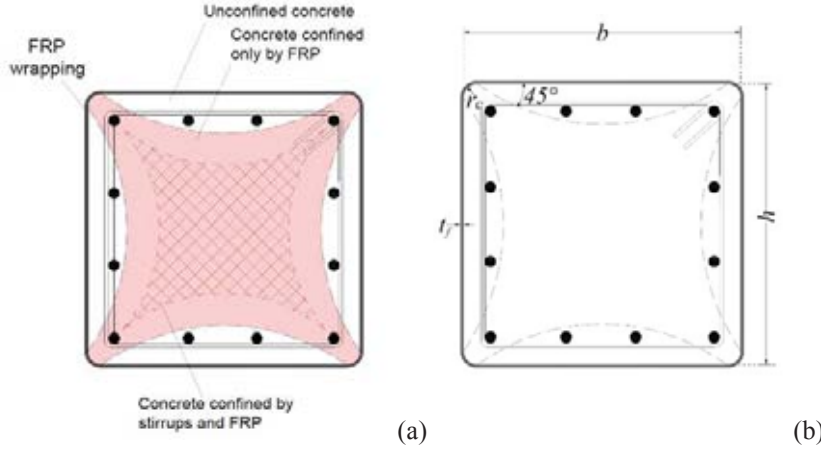 Unconfined concrete
Concrete confined
only by FRP
FRP
wrapping
Concrete confined by
stirrups and FRP
(a)
b
r_c
45°
t_f
h
(b)